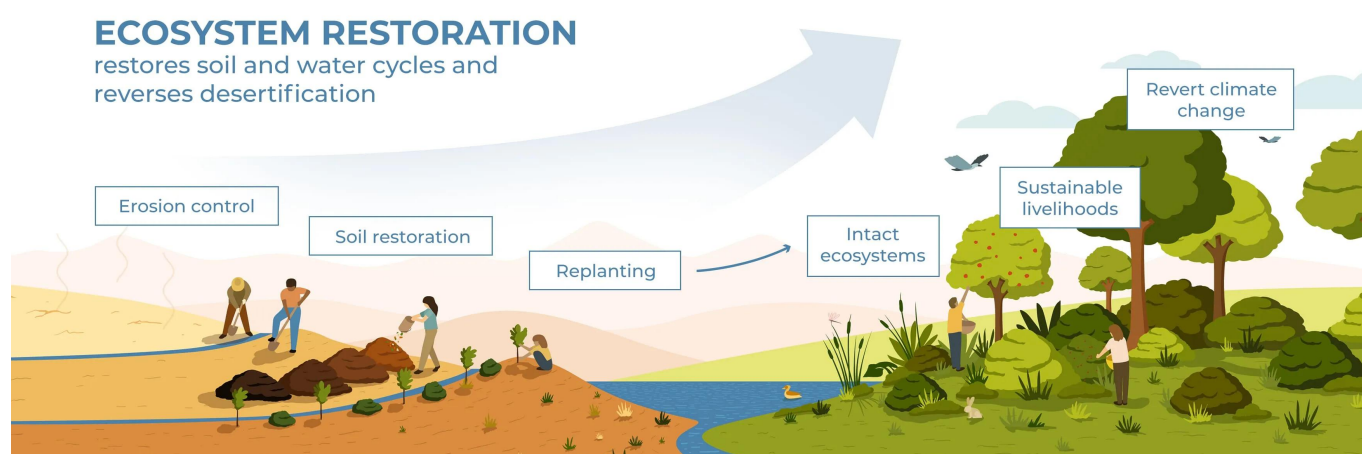 ECOSYSTEM RESTORATION
restores soil and water cycles and
reverses desertification
Erosion control
Soil restoration
Replanting
Intact
ecosystems
Sustainable
livelihoods
Revert climate
change